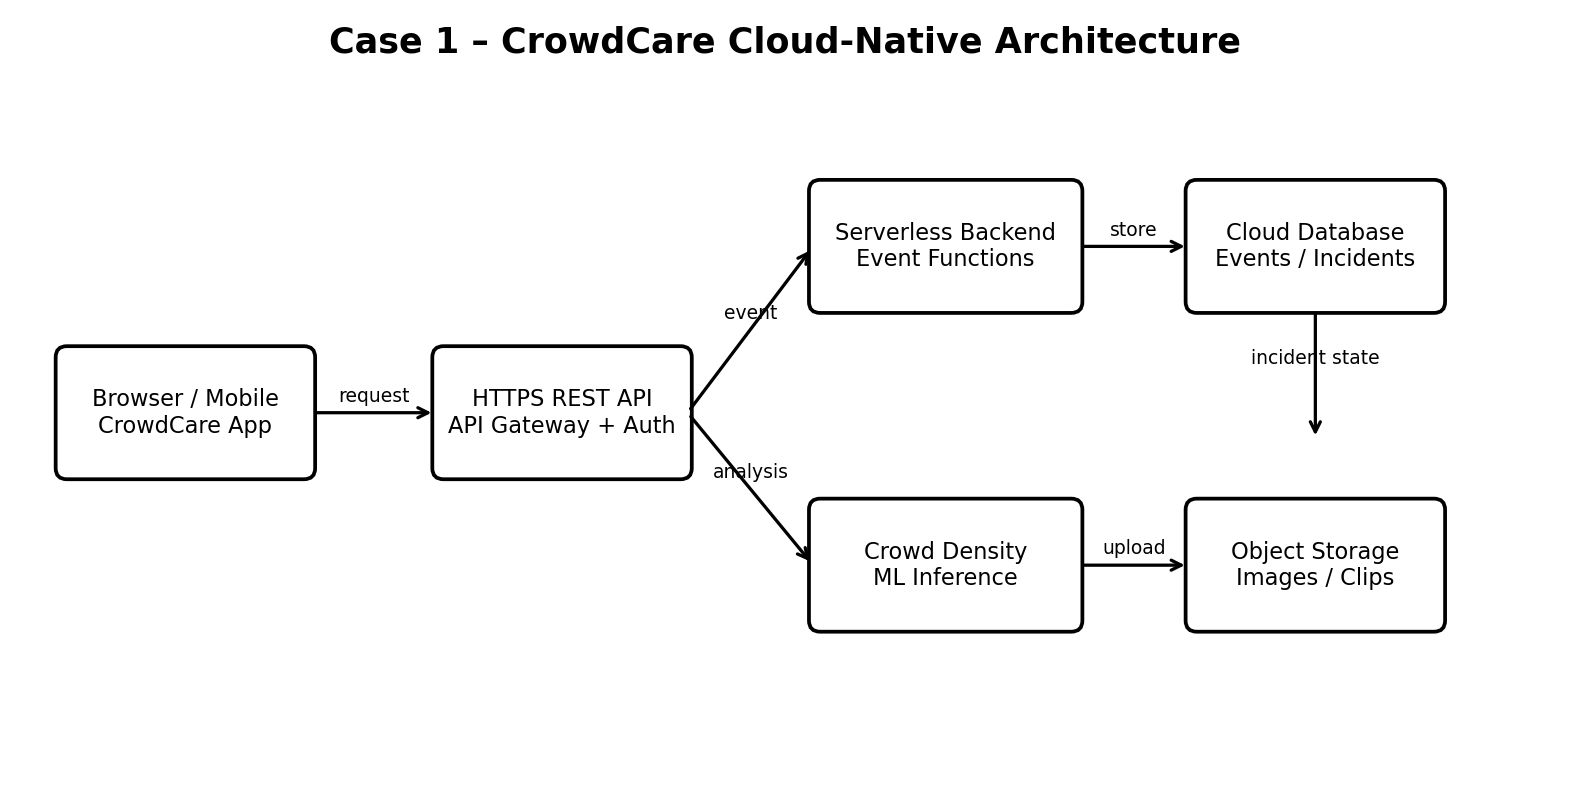 Case 1 – CrowdCare Cloud-Native Architecture
Browser / Mobile
CrowdCare App
request
HTTPS REST API
API Gateway + Auth
event
Serverless Backend
Event Functions
store
Cloud Database
Events / Incidents
incident state
analysis
Crowd Density
ML Inference
upload
Object Storage
Images / Clips